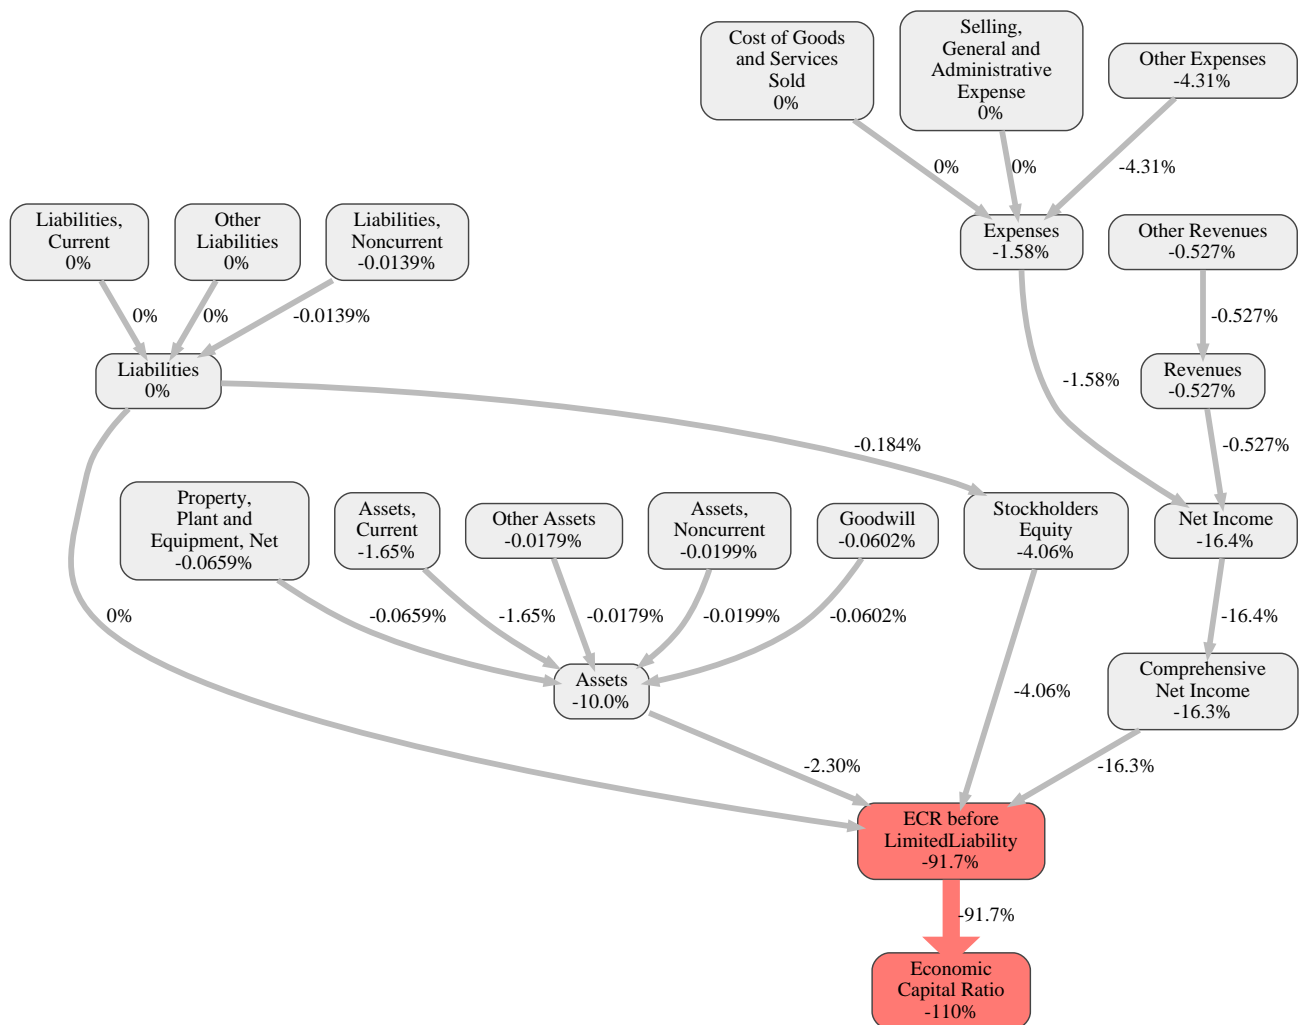 Cost of Goods
and Services
Sold
0%
Selling,
General and
Administrative
Expense
0%
Other Expenses
-4.31%
0%
0%
-4.31%
Liabilities,
Current
0%
Other
Liabilities
0%
Liabilities,
Noncurrent
-0.0139%
Expenses
-1.58%
Other Revenues
-0.527%
0%
0%
-0.0139%
-0.527%
Liabilities
0%
-1.58%
Revenues
-0.527%
-0.184%
-0.527%
Property,
Plant and
Equipment, Net
-0.0659%
Assets,
Current
-1.65%
Other Assets
-0.0179%
Assets,
Noncurrent
-0.0199%
Goodwill
-0.0602%
Stockholders
Equity
-4.06%
Net Income
-16.4%
0%
-0.0659%
-1.65%
-0.0179%
-0.0199%
-0.0602%
-16.4%
Assets
-10.0%
-4.06%
Comprehensive
Net Income
-16.3%
-2.30%
-16.3%
ECR before
LimitedLiability
-91.7%
-91.7%
Economic
Capital Ratio
-110%